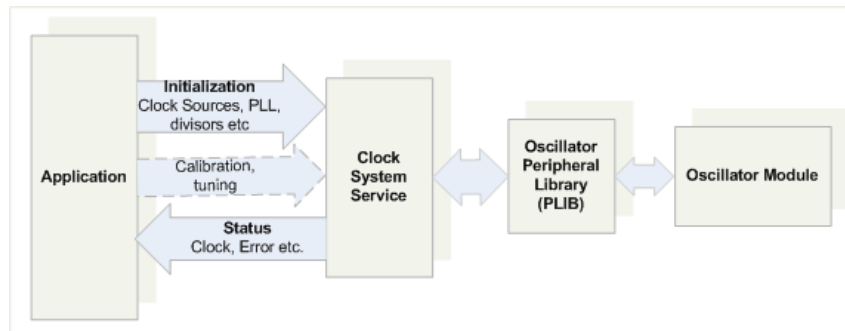 Application
Initialization
Clock Sources, PLL,
divisors etc
Calibration,
tuning
Status
Clock, Error etc.
Clock
System
Service
Oscillator
Peripheral
Library
(PLIB)
Oscillator Module